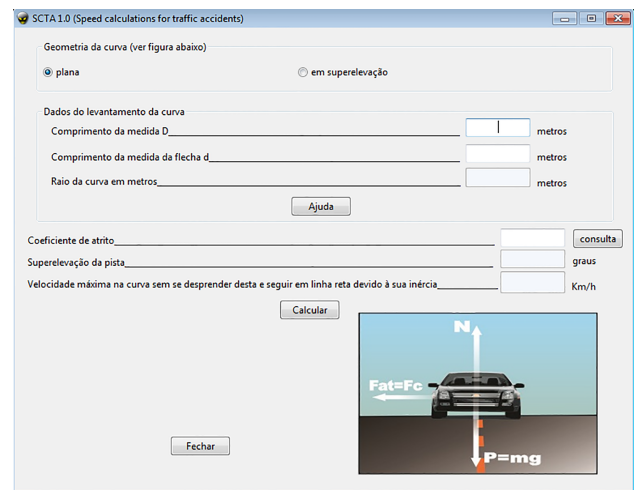 SCTA 1.0 (Speed calculations for traffic accidents)
Geometria da curva (ver figura abaixo)
plana
em superelevação
Dados do levantamento da curva
Comprimento da medida D
metros
Comprimento da medida da flecha d
metros
Raio da curva em metros
metros
Ajuda
Coeficiente de atrito
consulta
Superelevação da pista
graus
Velocidade máxima na curva sem se desprender desta e seguir em linha reta devido à sua inércia
Km/h
Calcular
N
Fat=Fc
P=mg
Fechar